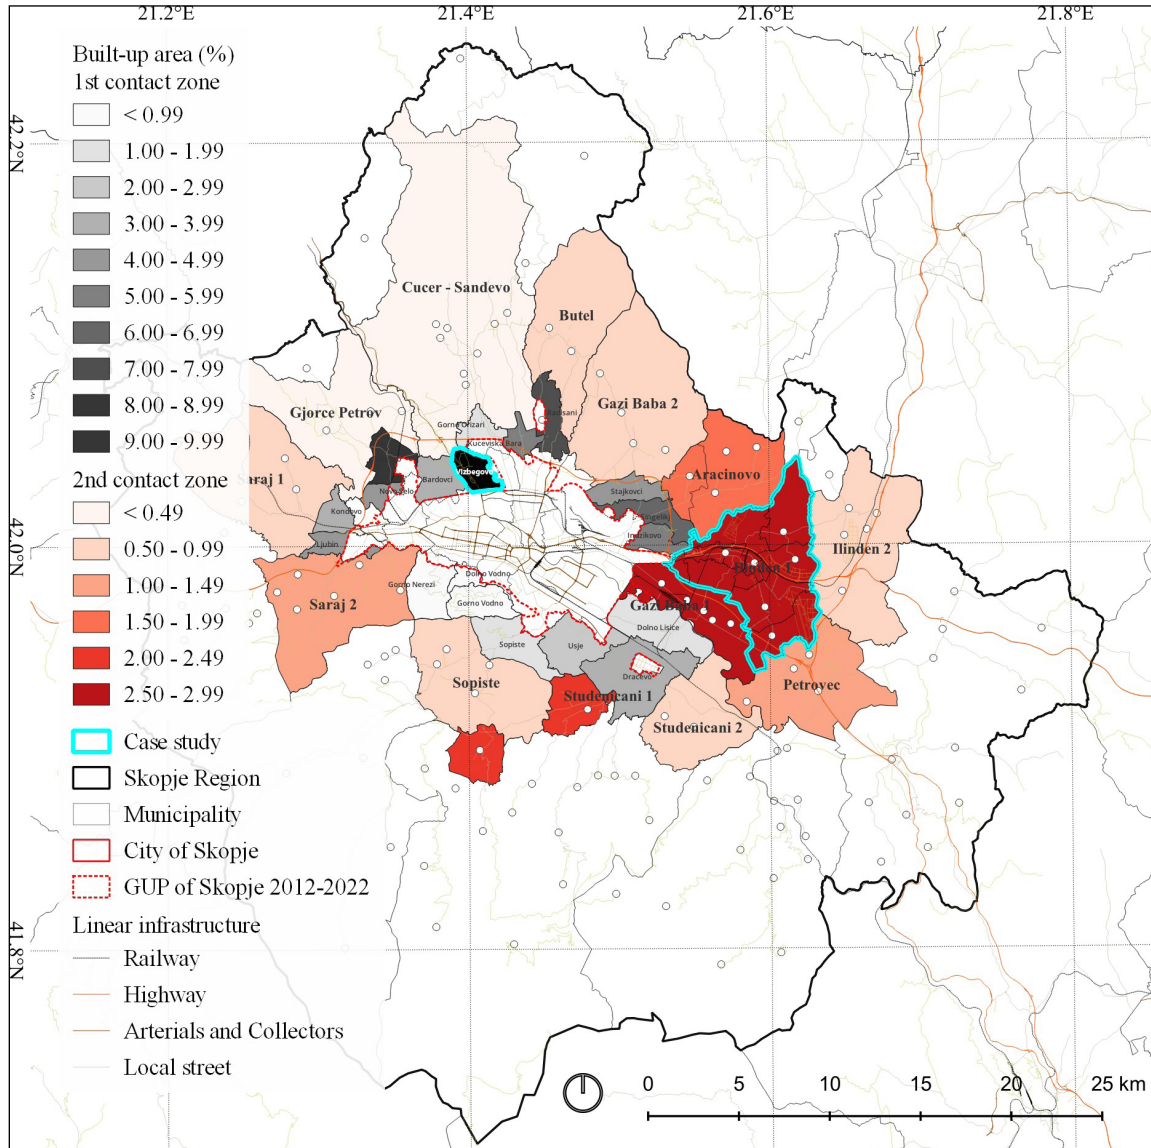 21.2°E
21.4°E
21.6°E
21.8°E
42.2°N
42.0°N
41.8°N
Built-up area (%)
1st contact zone
< 0.99
1.00 - 1.99
2.00 - 2.99
3.00 - 3.99
4.00 - 4.99
5.00 - 5.99
6.00 - 6.99
7.00 - 7.99
8.00 - 8.99
9.00 - 9.99
2nd contact zone
< 0.49
0.50 - 0.99
1.00 - 1.49
1.50 - 1.99
2.00 - 2.49
2.50 - 2.99
Case study
Skopje Region
Municipality
City of Skopje
GUP of Skopje 2012-2022
Linear infrastructure
Railway
Highway
Arterials and Collectors
Local street
Cucer - Sandevo
Butel
Gjorce Petrov
Gazi Baba 2
Gorno Orizari
Kuceviska Bara
Aracinovo
Vizbegovo
Bardovci
Novo Selo
Stajkovci
Kondovo
Singelikj
Ljubin
Inxikovo
Ilinden 2
Ilinden 1
Dolno Vodno
Gorno Nerezi
Gorno Vodno
Saraj 2
Gazi Baba 1
Dolno Lisice
Sopiste
Usje
Dracevo
Sopiste
Studenicani 1
Petrovec
Studenicani 2
0 5 10 15 20 25 km